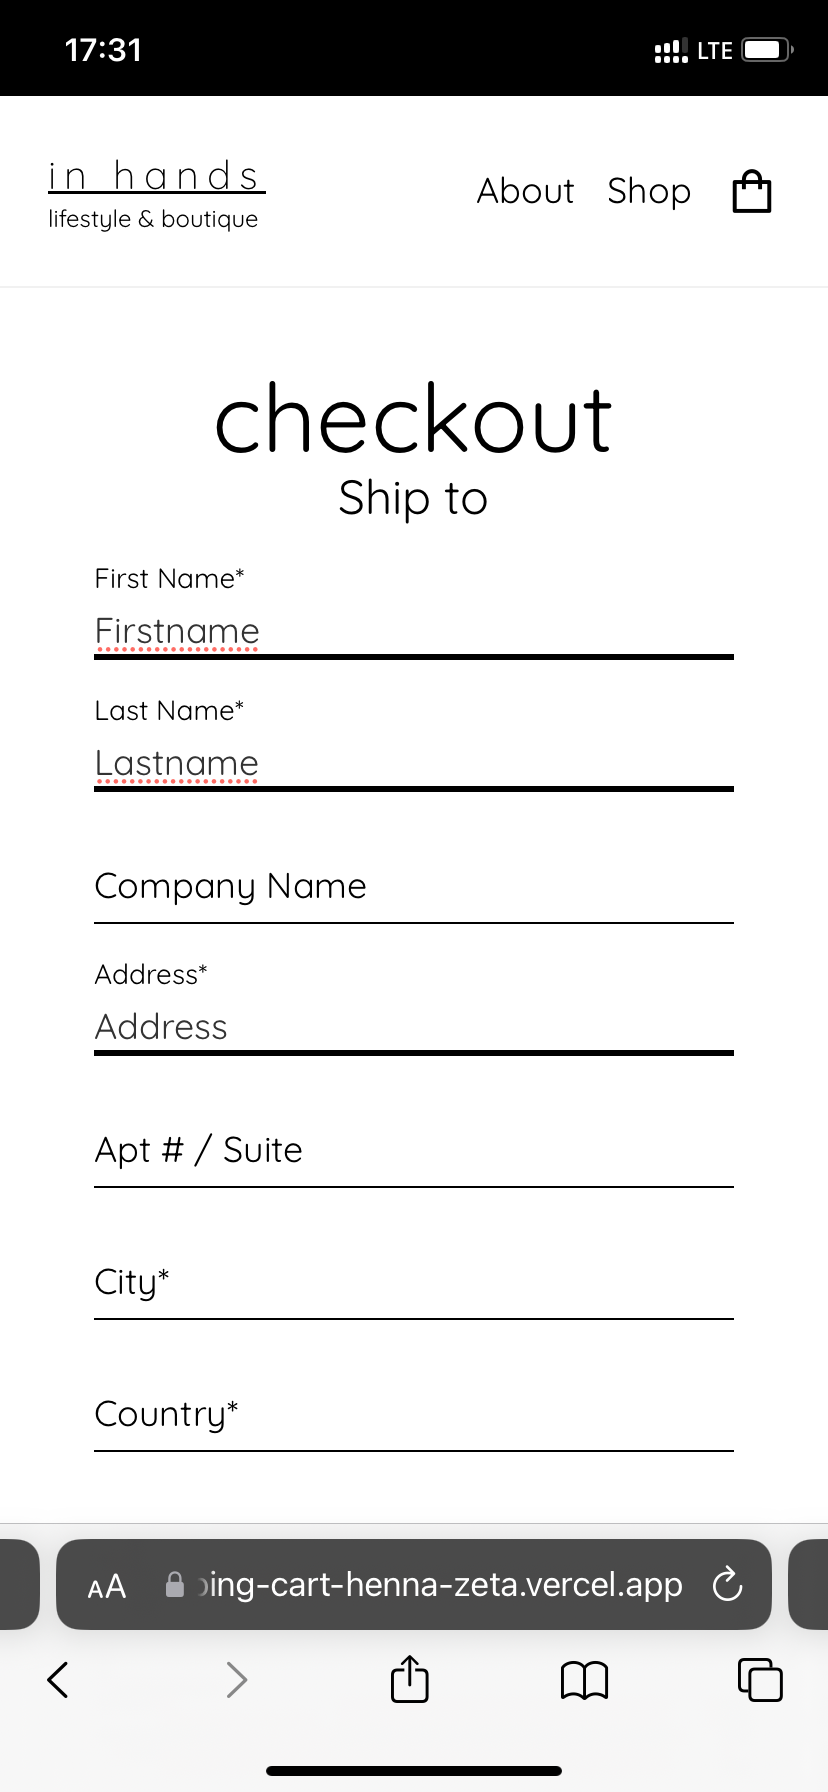 17:31 LTE
in hands
lifestyle & boutique
About Shop
checkout
Ship to
First Name*
Firstname
Last Name*
Lastname
Company Name
Address*
Address
Apt # / Suite
City*
Country*
AA ing-cart-henna-zeta.vercel.app